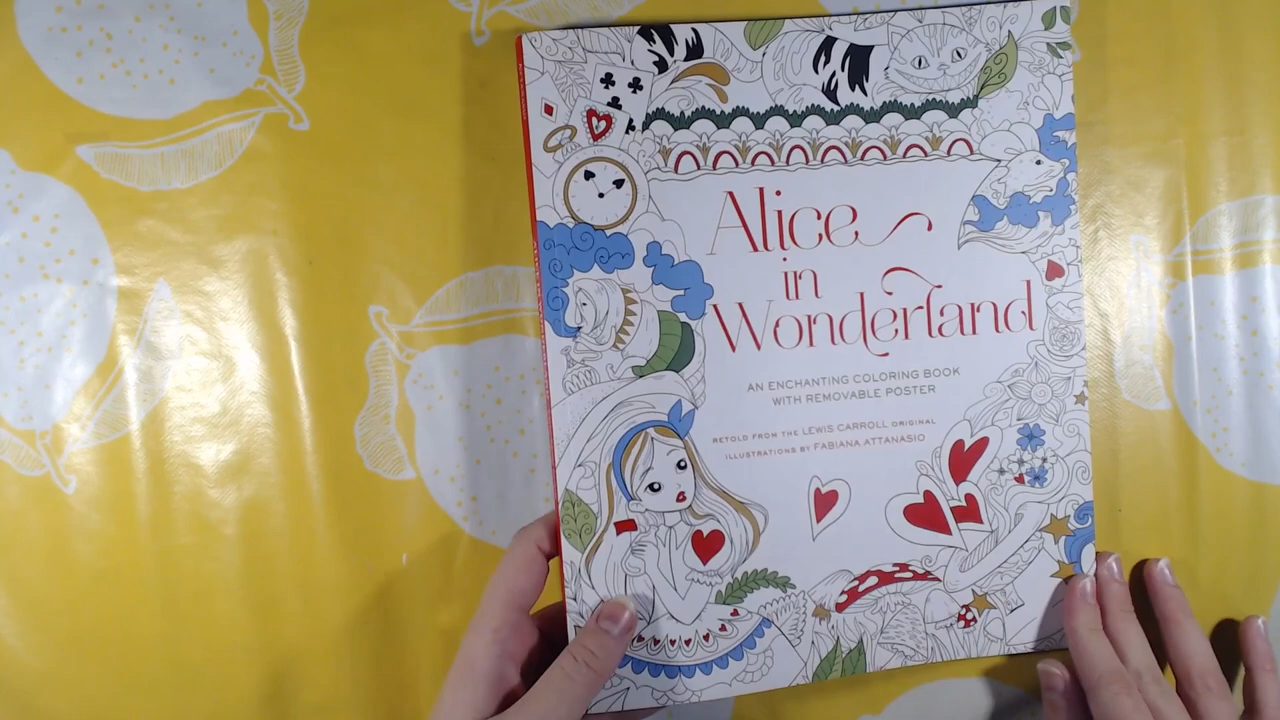 Alice
in
Wonderland
AN ENCHANTING COLORING BOOK
WITH REMOVABLE POSTER
RETOLD FROM THE LEWIS CARROLL ORIGINAL
ILLUSTRATIONS BY FABIANA ATTANASIO